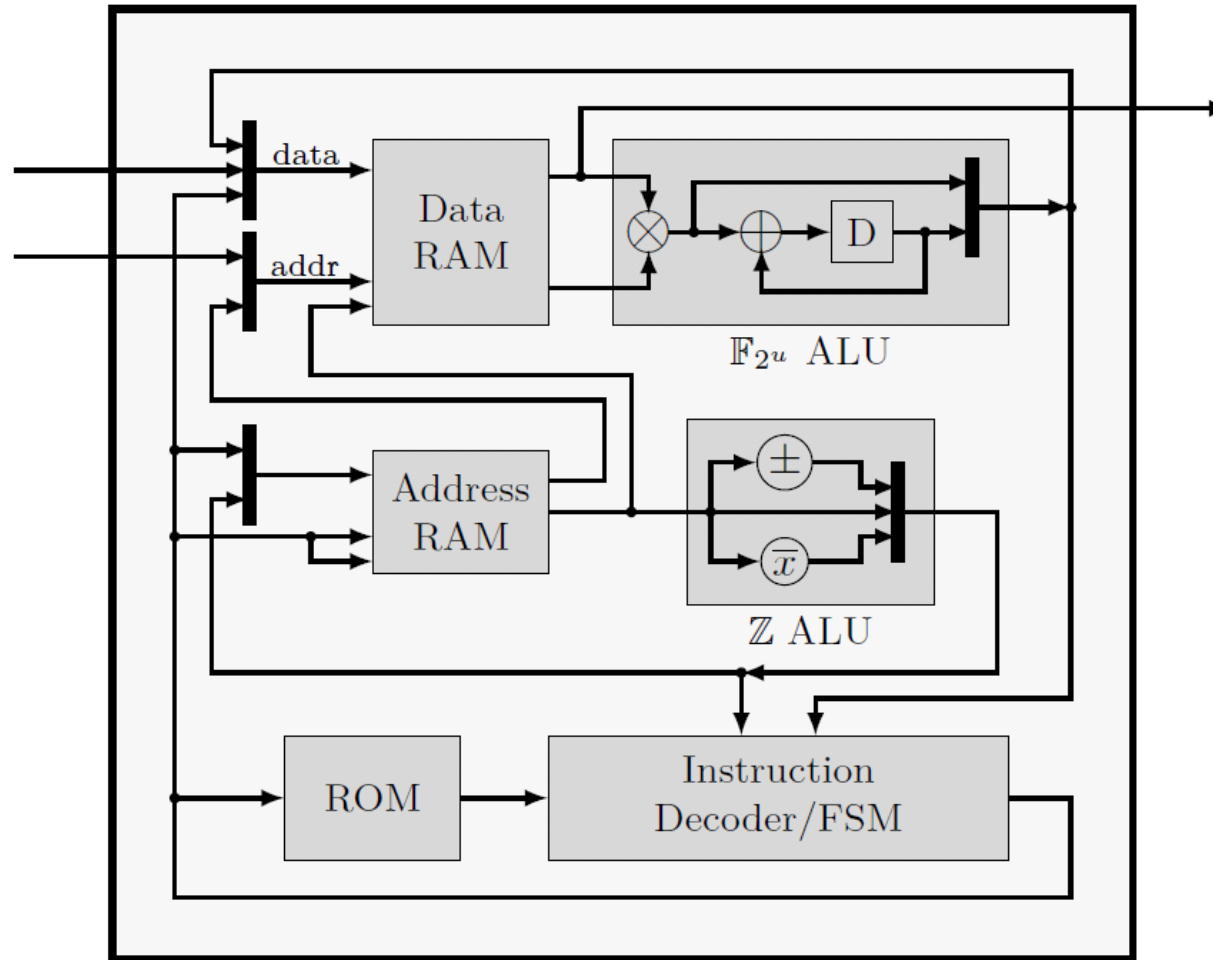 data
Data
RAM
addr
⊗
⊕
D
𝔽₂ᵘ ALU
Address
RAM
±
x̅
ℤ ALU
ROM
Instruction
Decoder/FSM